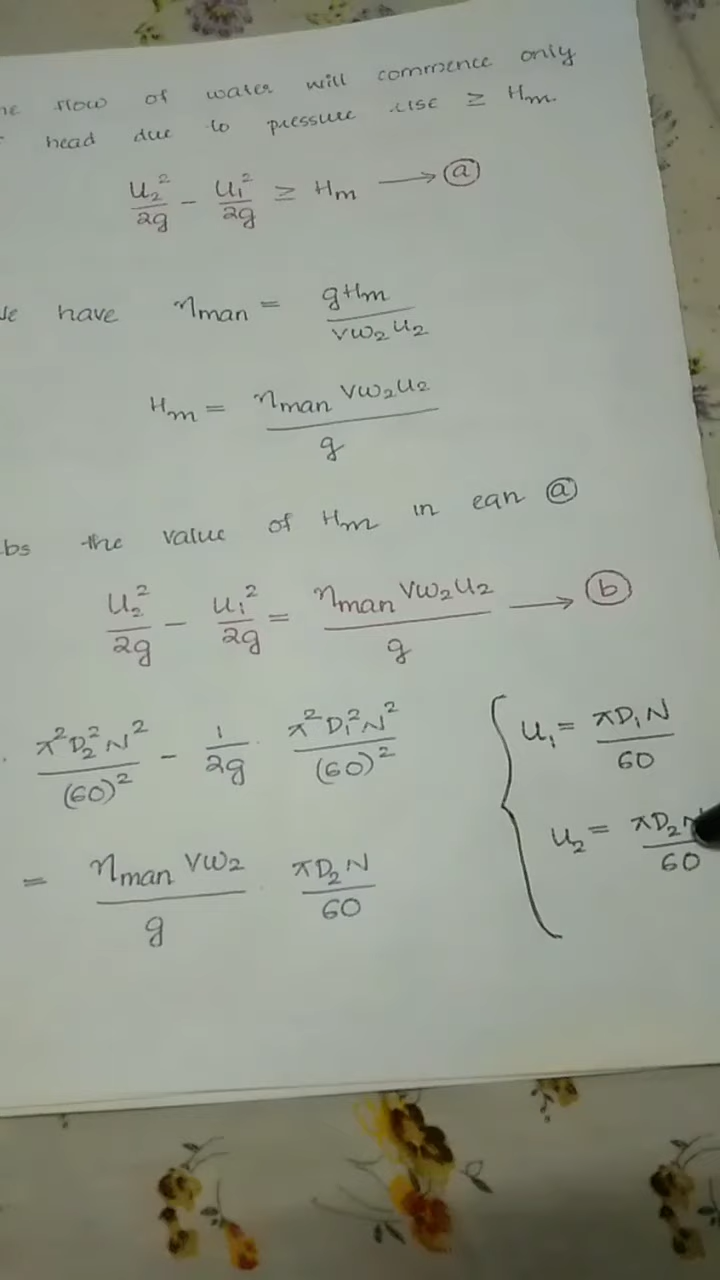 flow of water will commence only
head due to pressure rise ≥ Hm
U₂²/2g - U₁²/2g ≥ Hm → (a)
have ηman = gHm/Vw₂U₂
Hm = ηman Vw₂U₂/g
the value of Hm in eqn (a)
U₂²/2g - U₁²/2g = ηman Vw₂U₂/g → (b)
π²D₂²N²/(60)² - 1/2g · π²D₁²N²/(60)²
= ηman Vw₂/g · πD₂N/60
U₁ = πD₁N/60
U₂ = πD₂N/60